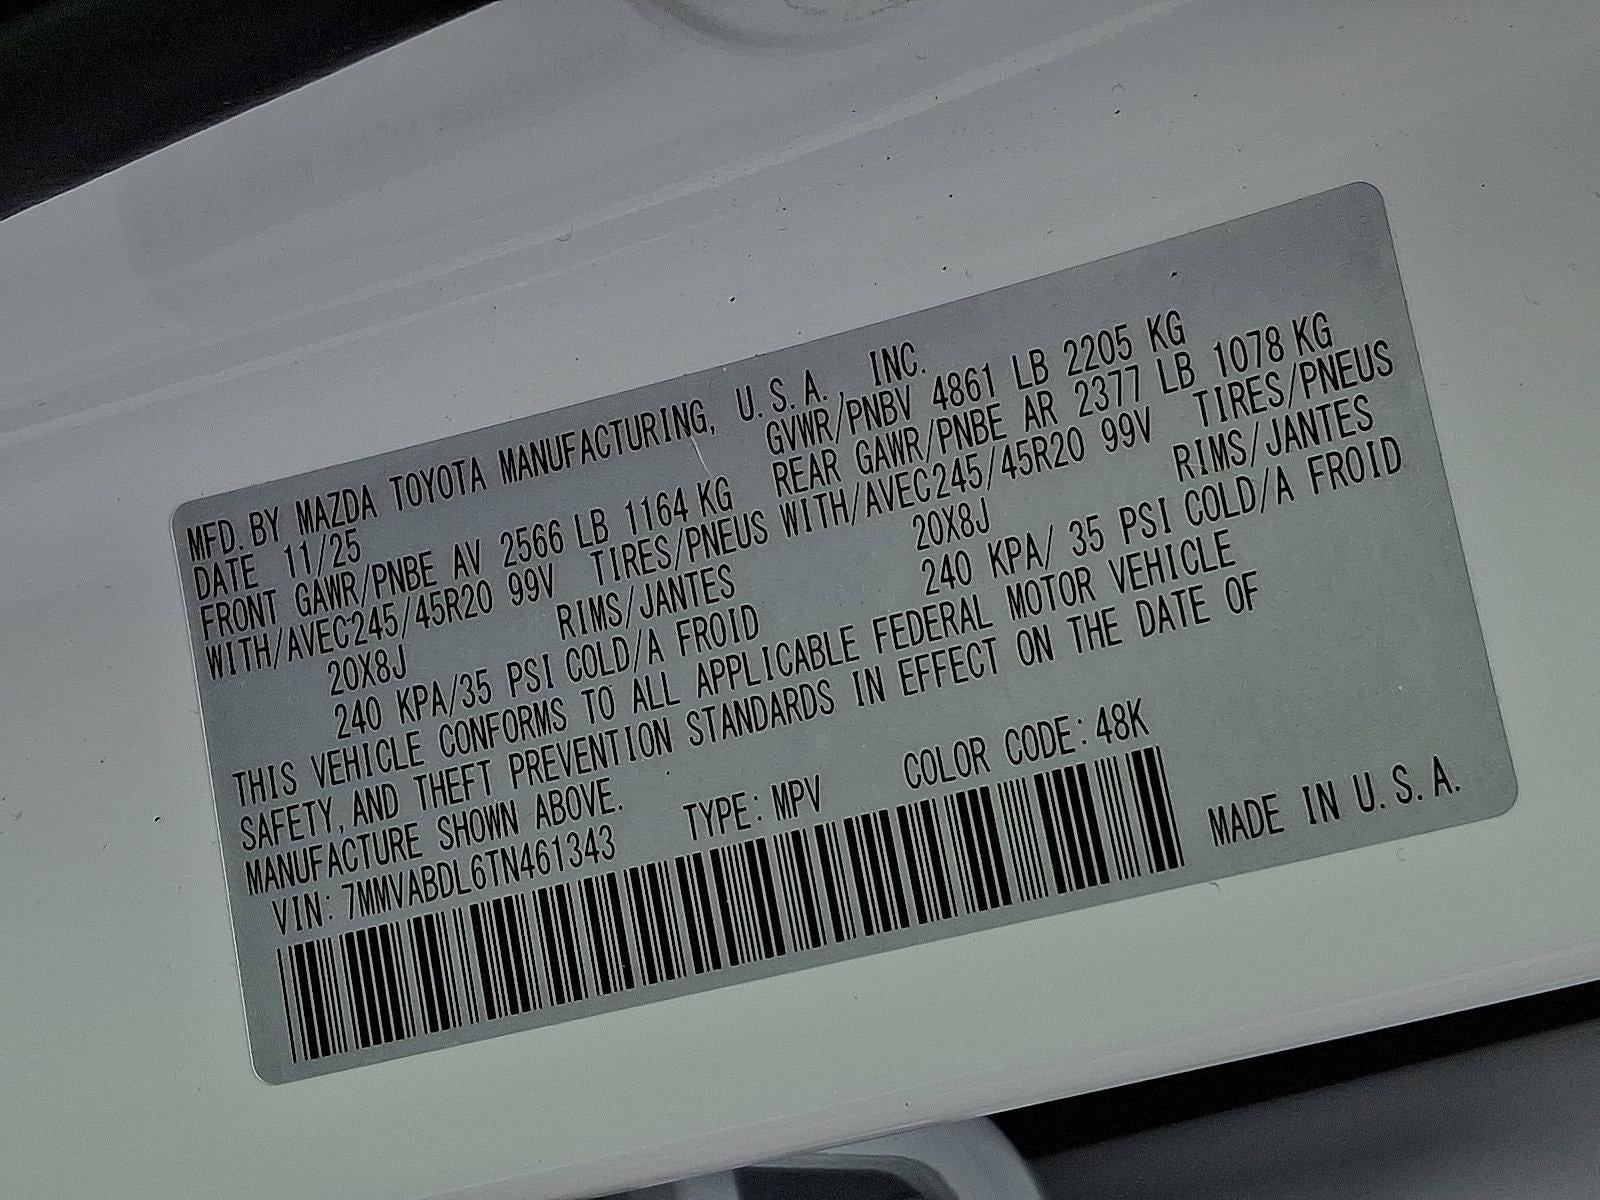 MFD. BY MAZDA TOYOTA MANUFACTURING, U.S.A., INC.
DATE 11/25 GVWR/PNBV 4861 LB 2205 KG
FRONT GAWR/PNBE AV 2566 LB 1164 KG REAR GAWR/PNBE AR 2377 LB 1078 KG
WITH/AVEC245/45R20 99V TIRES/PNEUS WITH/AVEC245/45R20 99V TIRES/PNEUS
20X8J RIMS/JANTES 20X8J RIMS/JANTES
240 KPA/35 PSI COLD/A FROID 240 KPA/ 35 PSI COLD/A FROID
THIS VEHICLE CONFORMS TO ALL APPLICABLE FEDERAL MOTOR VEHICLE
SAFETY, AND THEFT PREVENTION STANDARDS IN EFFECT ON THE DATE OF
MANUFACTURE SHOWN ABOVE.
VIN: 7MMVABDL6TN461343 TYPE: MPV COLOR CODE: 48K
MADE IN U.S.A.